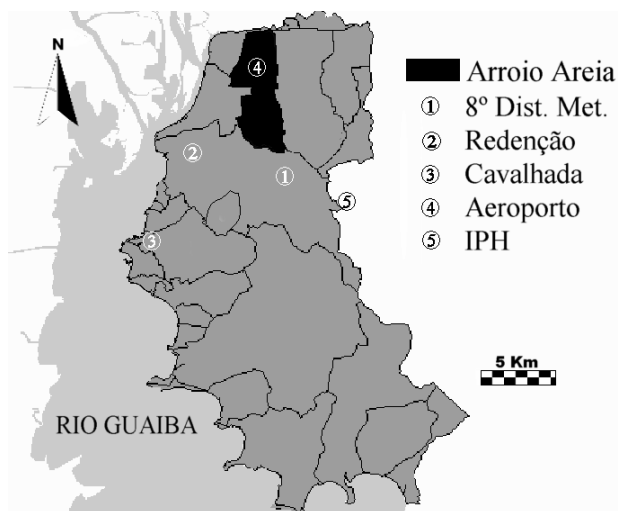 N
④
②
①
⑤
③
Arroio Areia
① 8º Dist. Met.
② Redenção
③ Cavalhada
④ Aeroporto
⑤ IPH
5 Km
RIO GUAIBA